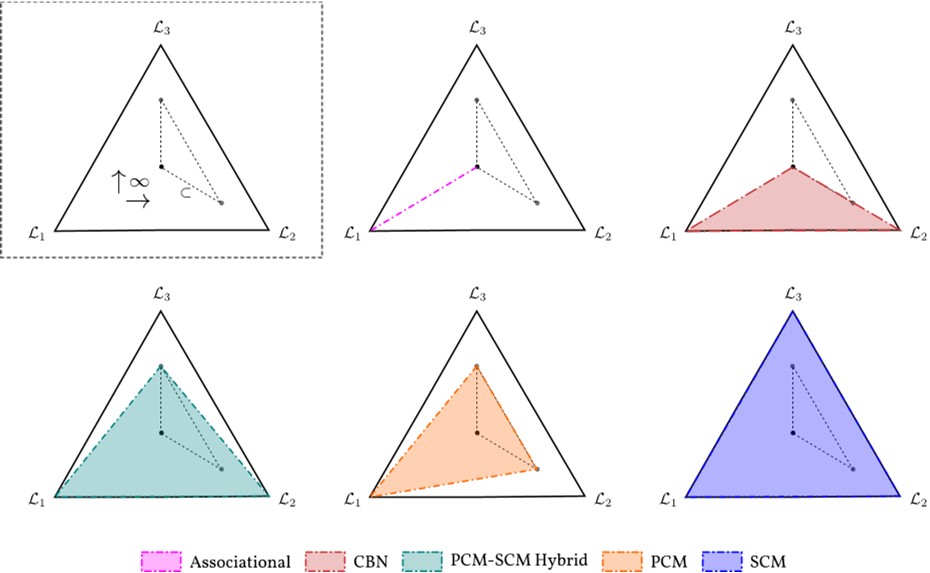 ℒ₃
ℒ₃
ℒ₃
↑∞
→
⊂
ℒ₁
ℒ₂
ℒ₁
ℒ₂
ℒ₁
ℒ₂
ℒ₃
ℒ₃
ℒ₃
ℒ₁
ℒ₂
ℒ₁
ℒ₂
ℒ₁
ℒ₂
Associational CBN PCM-SCM Hybrid PCM SCM